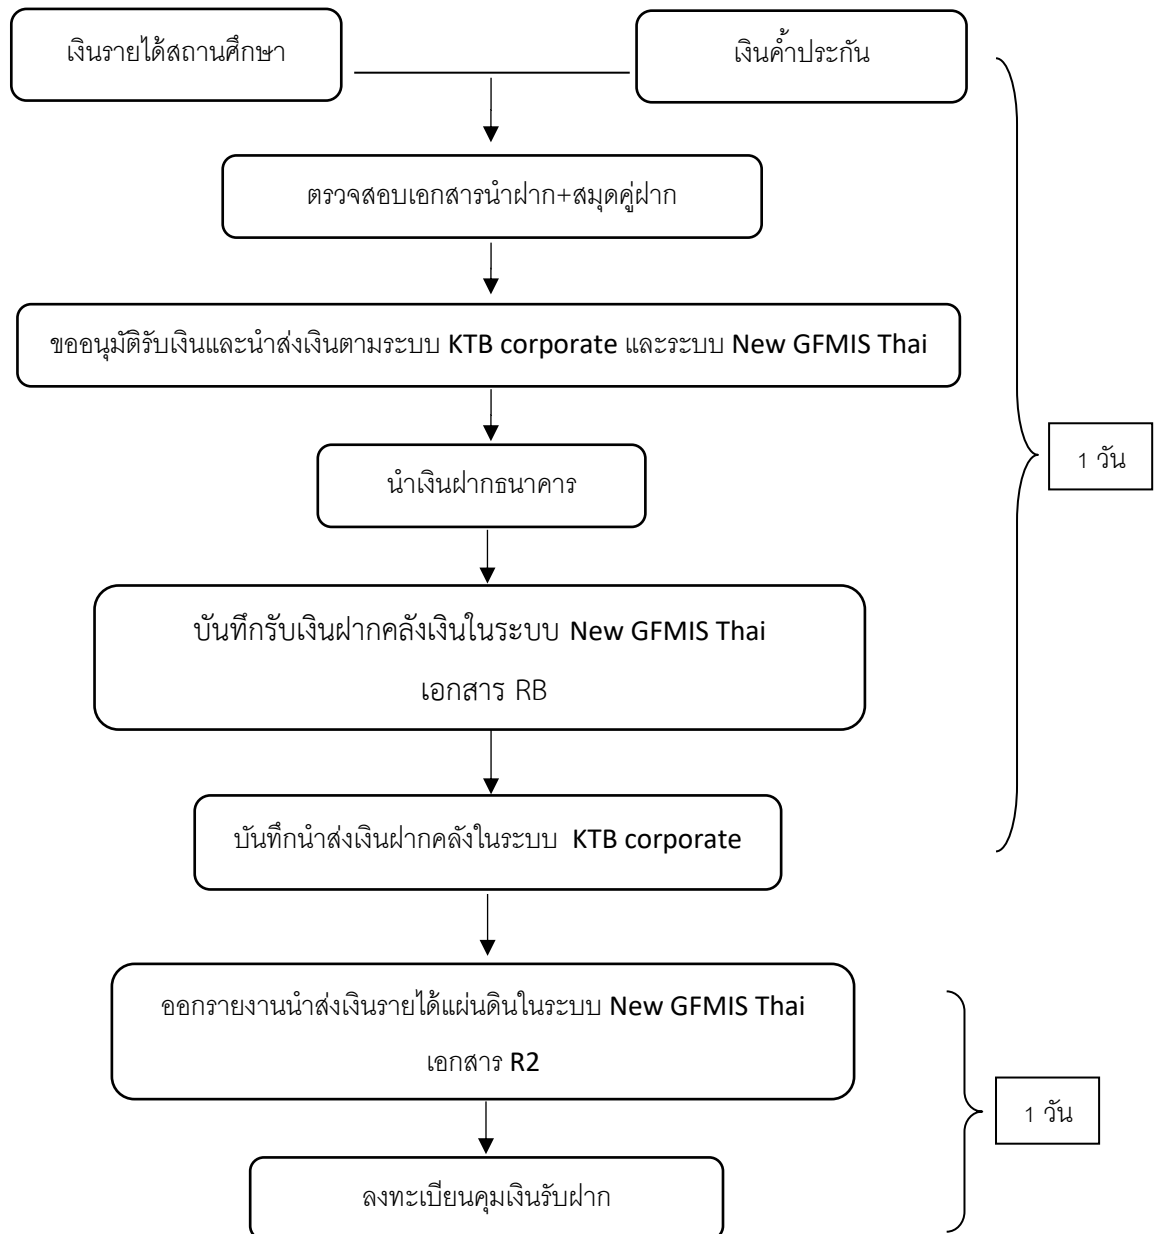 เงินรายได้สถานศึกษา
เงินค้ำประกัน
ตรวจสอบเอกสารนำฝาก+สมุดคู่ฝาก
ขออนุมัติรับเงินและนำส่งเงินตามระบบ KTB corporate และระบบ New GFMIS Thai
1 วัน
นำเงินฝากธนาคาร
บันทึกรับเงินฝากคลังเงินในระบบ New GFMIS Thai
เอกสาร RB
บันทึกนำส่งเงินฝากคลังในระบบ KTB corporate
ออกรายงานนำส่งเงินรายได้แผ่นดินในระบบ New GFMIS Thai
เอกสาร R2
1 วัน
ลงทะเบียนคุมเงินรับฝาก